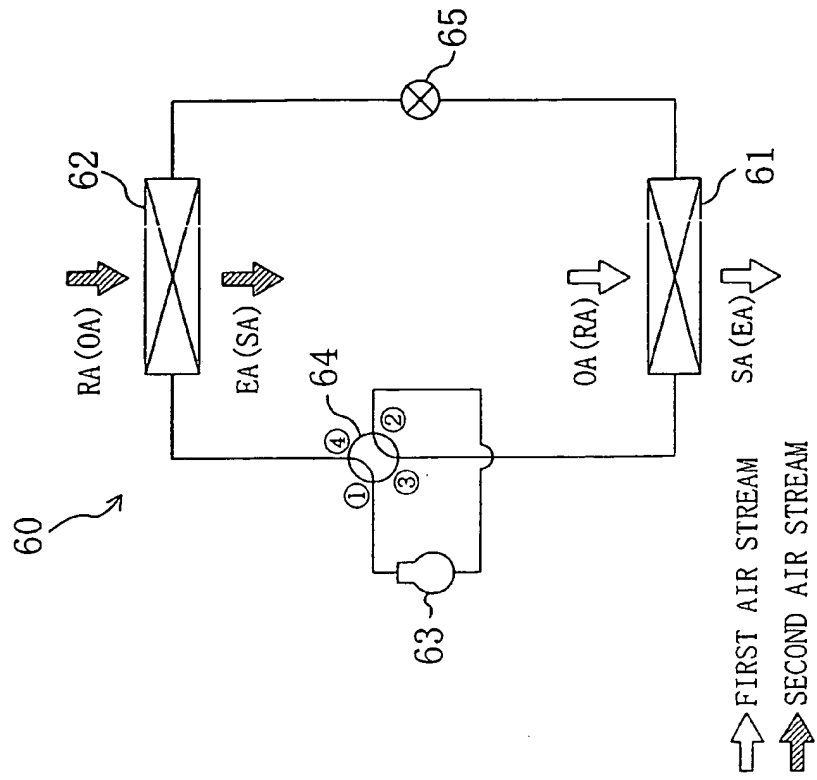 60
62
RA(OA)
EA(SA)
64
④
①
②
③
63
65
OA(RA)
SA(EA)
61
FIRST AIR STREAM
SECOND AIR STREAM